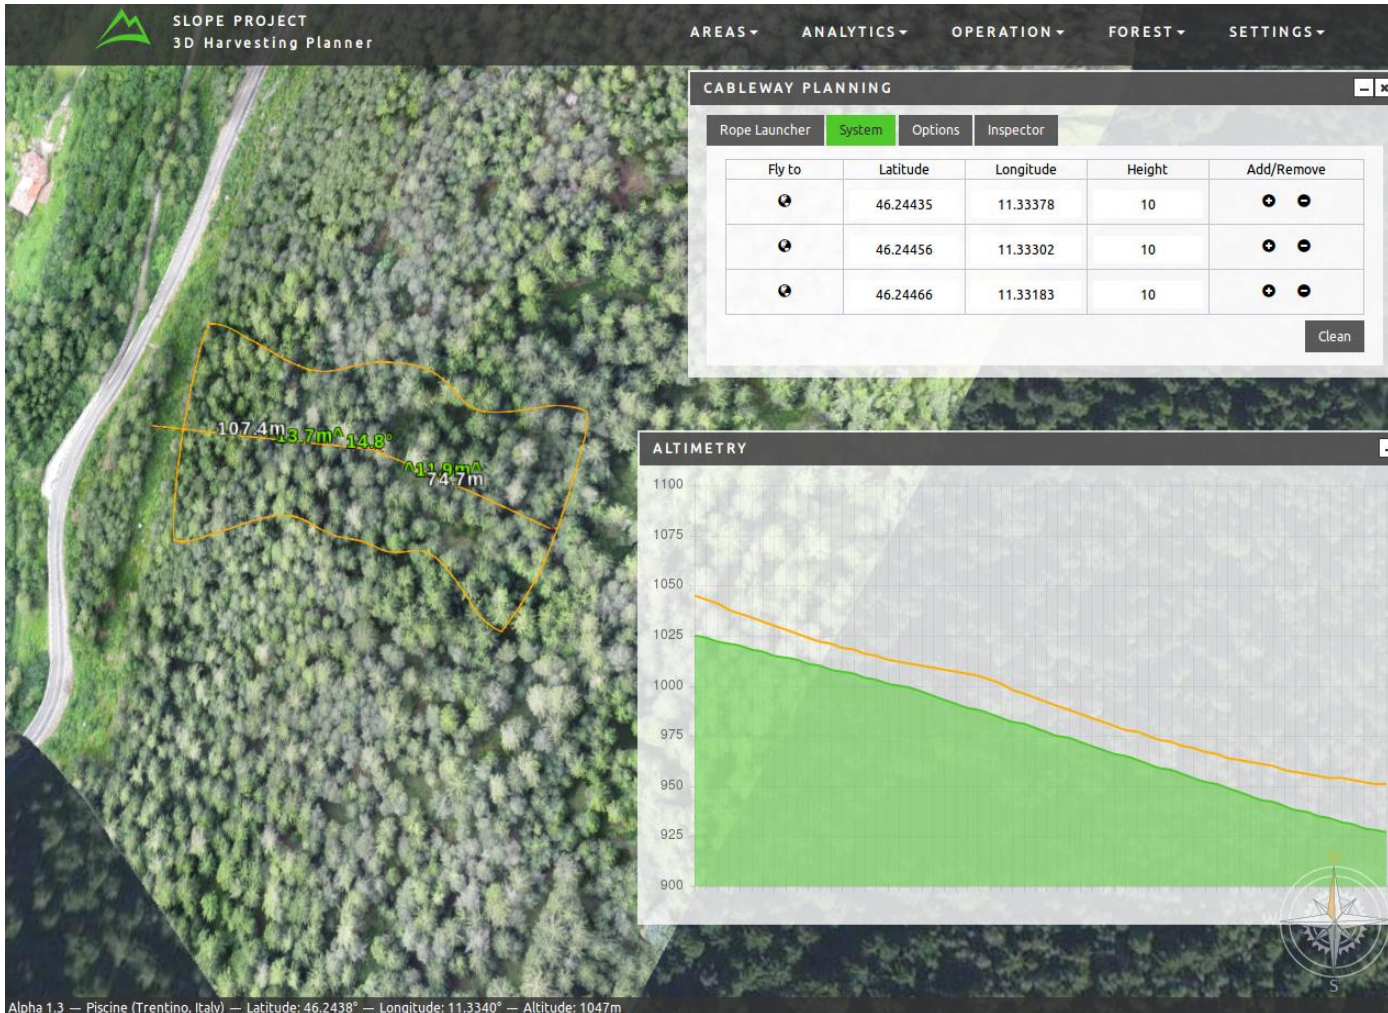 SLOPE PROJECT
3D Harvesting Planner
AREAS ANALYTICS OPERATION FOREST SETTINGS
CABLEWAY PLANNING
Rope Launcher System Options Inspector
Fly to Latitude Longitude Height Add/Remove
46.24435 11.33378 10
46.24456 11.33302 10
46.24466 11.33183 10
Clean
107.4m 13.7m^ 14.8°
^11.9m^
74.7m
ALTIMETRY
1100
1075
1050
1025
1000
975
950
925
900
S
Alpha 1.3 — Piscine (Trentino, Italy) — Latitude: 46.2438° — Longitude: 11.3340° — Altitude: 1047m